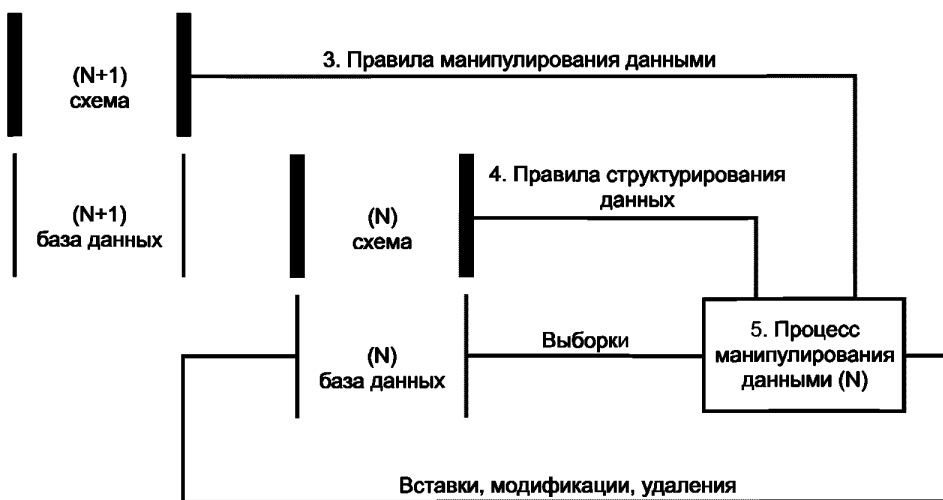 3. Правила манипулирования данными
(N+1)
схема
4. Правила структурирования
данных
(N+1)
база данных
(N)
схема
5. Процесс
манипулирования
данными (N)
Выборки
(N)
база данных
Вставки, модификации, удаления